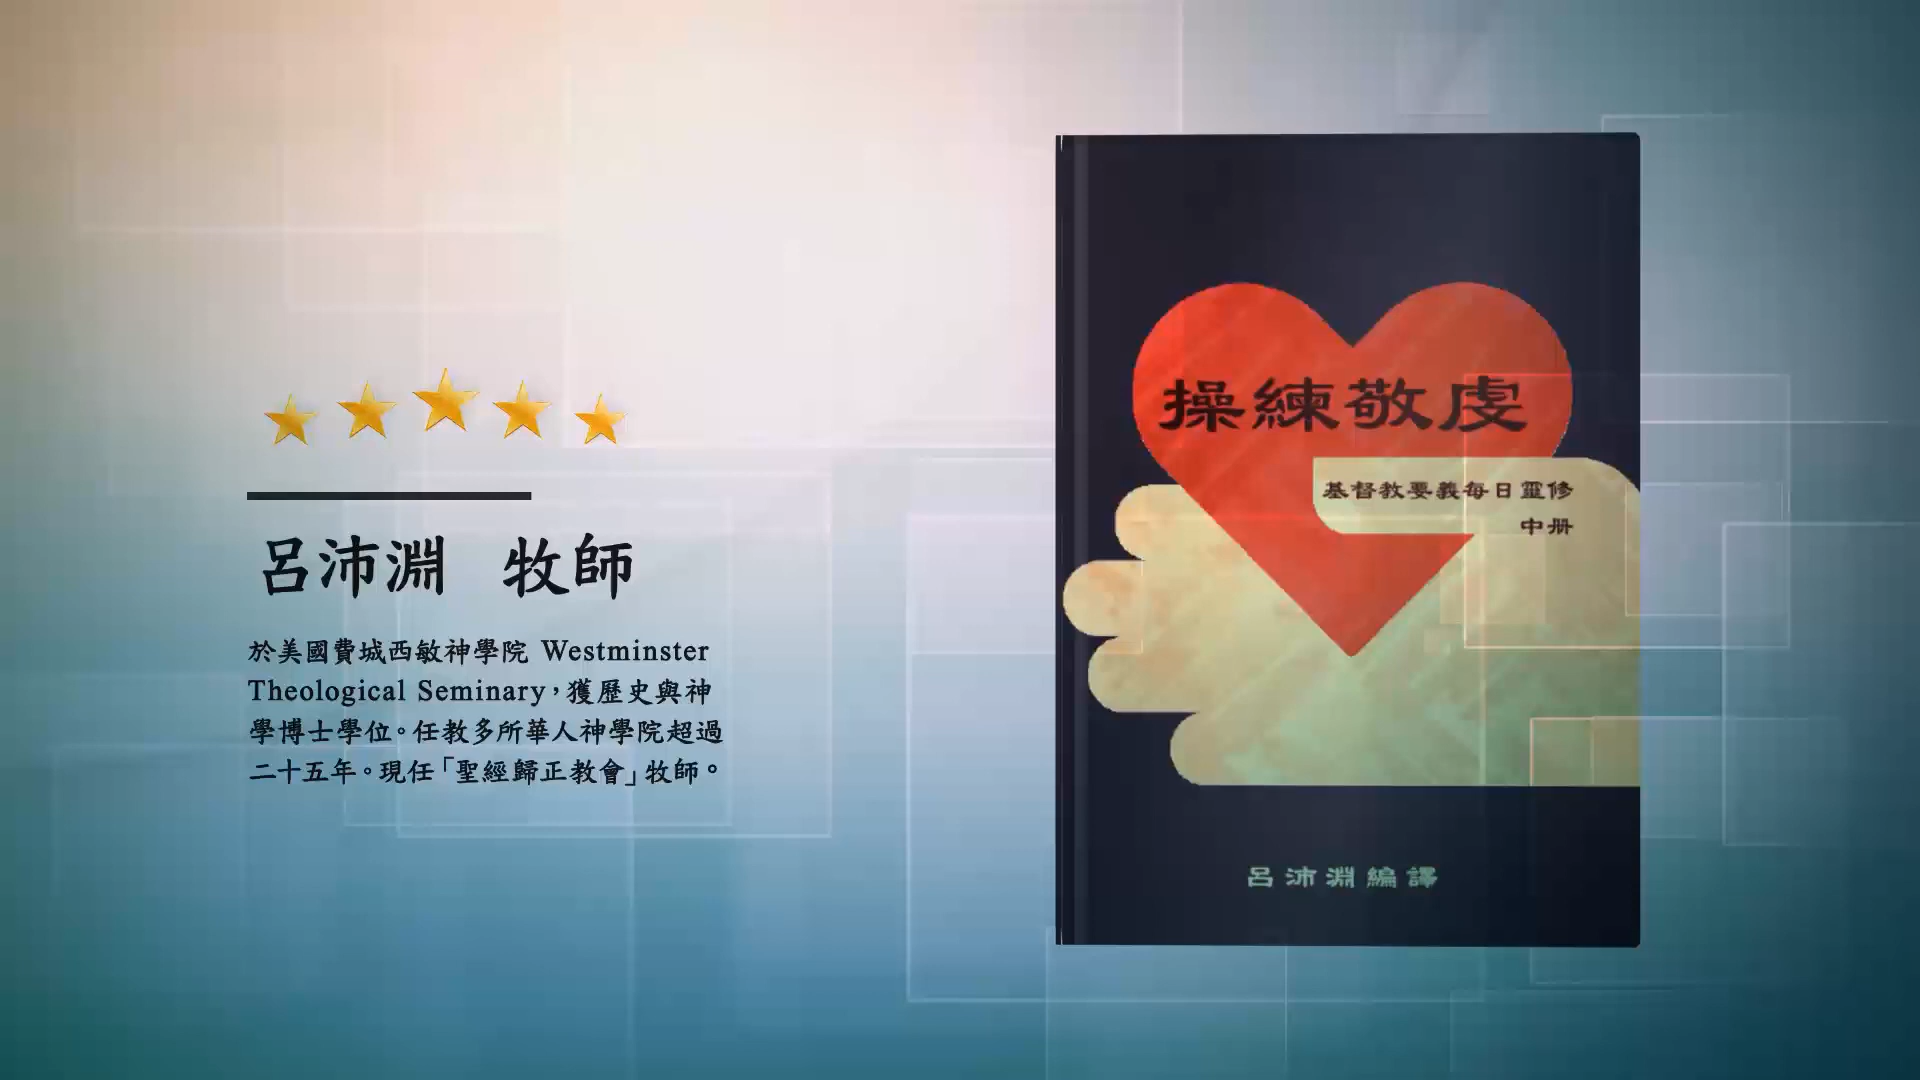 呂沛淵 牧師
於美國費城西敏神學院 Westminster
Theological Seminary，獲歷史與神
學博士學位。任教多所華人神學院超過
二十五年。現任「聖經歸正教會」牧師。
操練敬虔
基督教要義每日靈修
中册
呂沛淵編譯